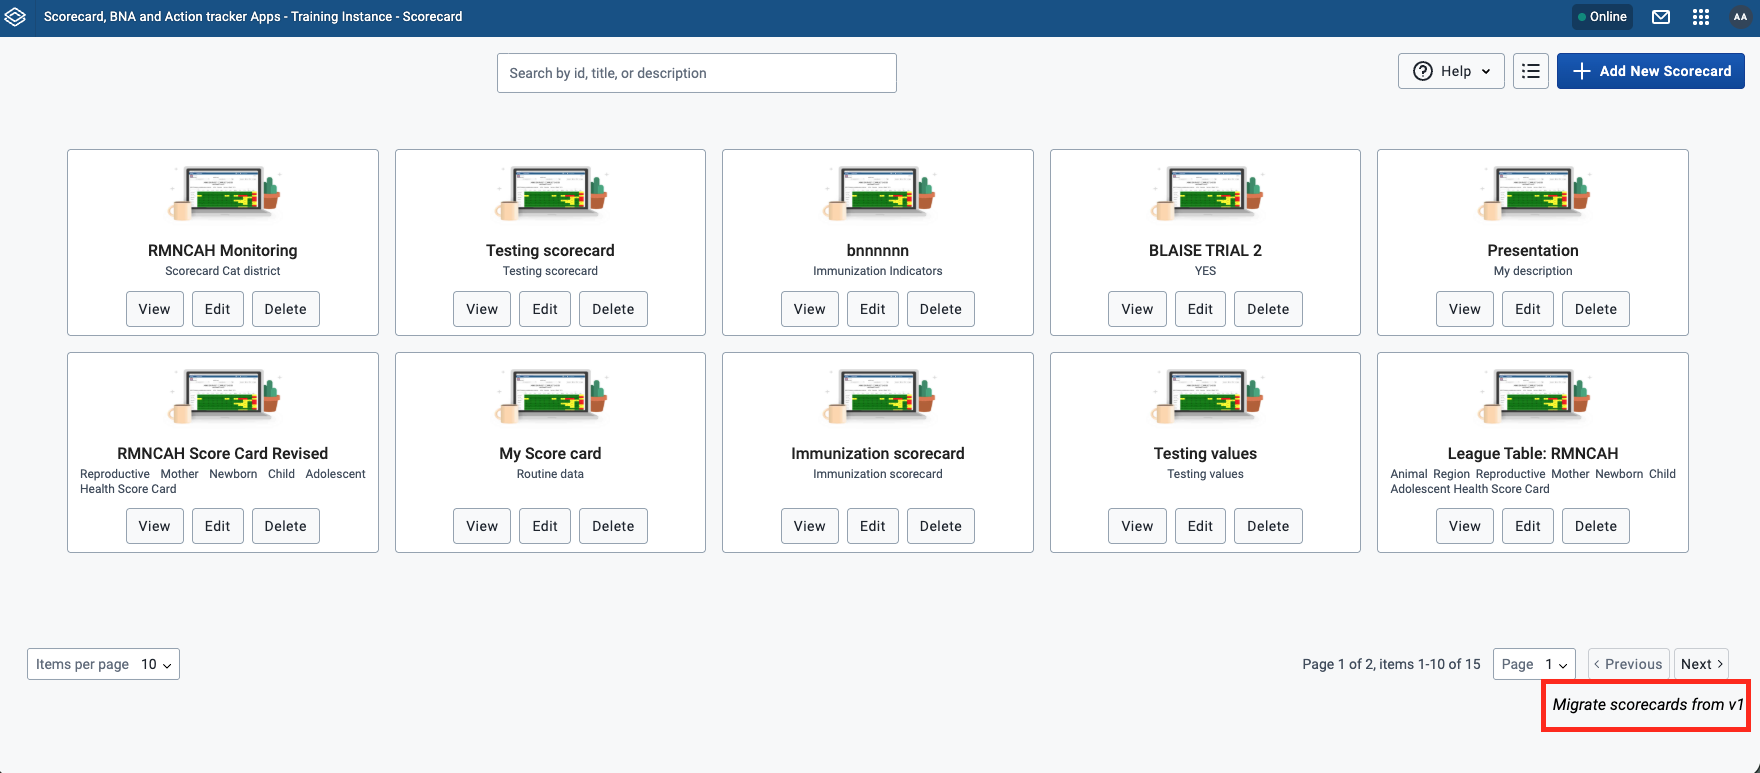 Scorecard, BNA and Action tracker Apps - Training Instance - Scorecard
Online
AA
Search by id, title, or description
Help
Add New Scorecard
RMNCAH Monitoring
Scorecard Cat district
View Edit Delete
Testing scorecard
Testing scorecard
View Edit Delete
bnnnnnn
Immunization Indicators
View Edit Delete
BLAISE TRIAL 2
YES
View Edit Delete
Presentation
My description
View Edit Delete
RMNCAH Score Card Revised
Reproductive Mother Newborn Child Adolescent
Health Score Card
View Edit Delete
My Score card
Routine data
View Edit Delete
Immunization scorecard
Immunization scorecard
View Edit Delete
Testing values
Testing values
View Edit Delete
League Table: RMNCAH
Animal Region Reproductive Mother Newborn Child
Adolescent Health Score Card
View Edit Delete
Items per page 10
Page 1 of 2, items 1-10 of 15
Page 1
Previous
Next
Migrate scorecards from v1